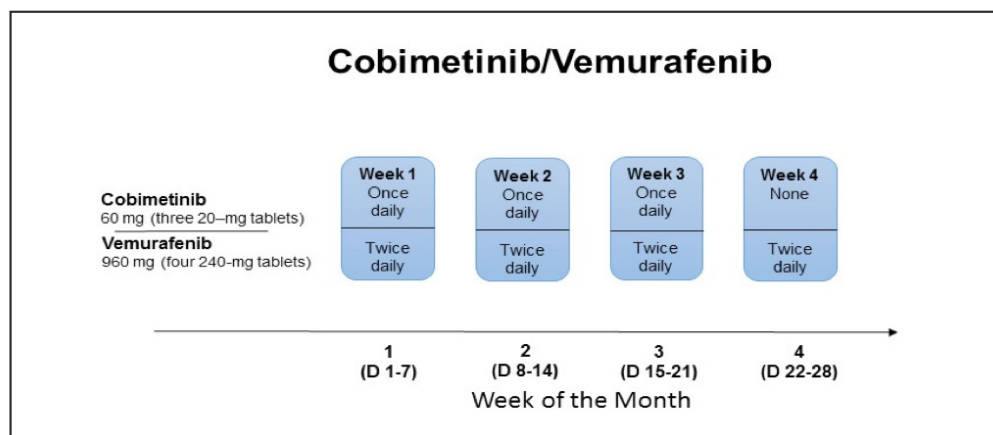 Cobimetinib/Vemurafenib
Cobimetinib
60 mg (three 20–mg tablets)
Vemurafenib
960 mg (four 240-mg tablets)
Week 1
Once
daily
Twice
daily
Week 2
Once
daily
Twice
daily
Week 3
Once
daily
Twice
daily
Week 4
None
Twice
daily
1
(D 1-7)
2
(D 8-14)
3
(D 15-21)
4
(D 22-28)
Week of the Month